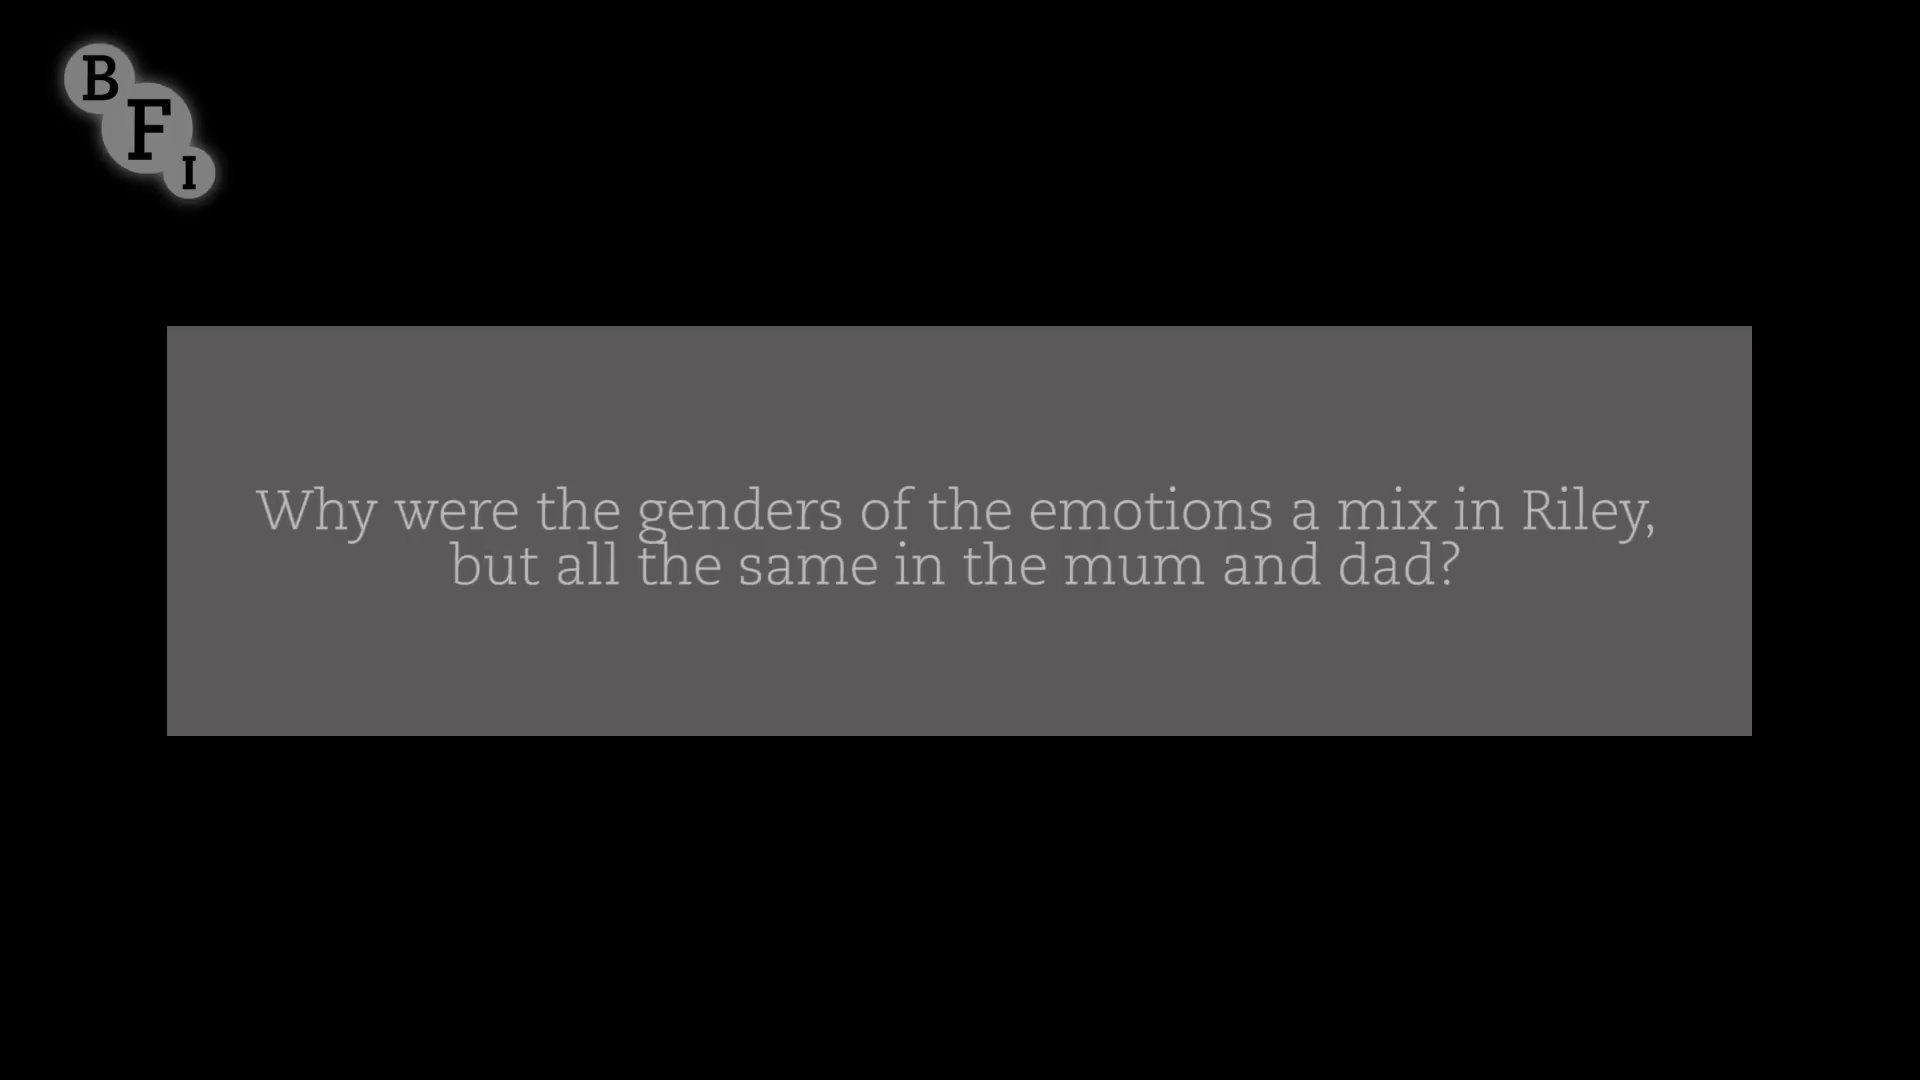 BFI
Why were the genders of the emotions a mix in Riley,
but all the same in the mum and dad?